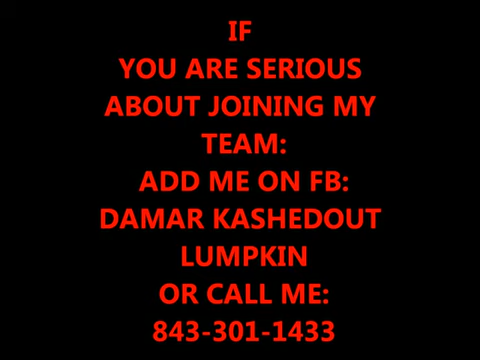 IF
YOU ARE SERIOUS
ABOUT JOINING MY
TEAM:
ADD ME ON FB:
DAMAR KASHEDOUT
LUMPKIN
OR CALL ME:
843-301-1433